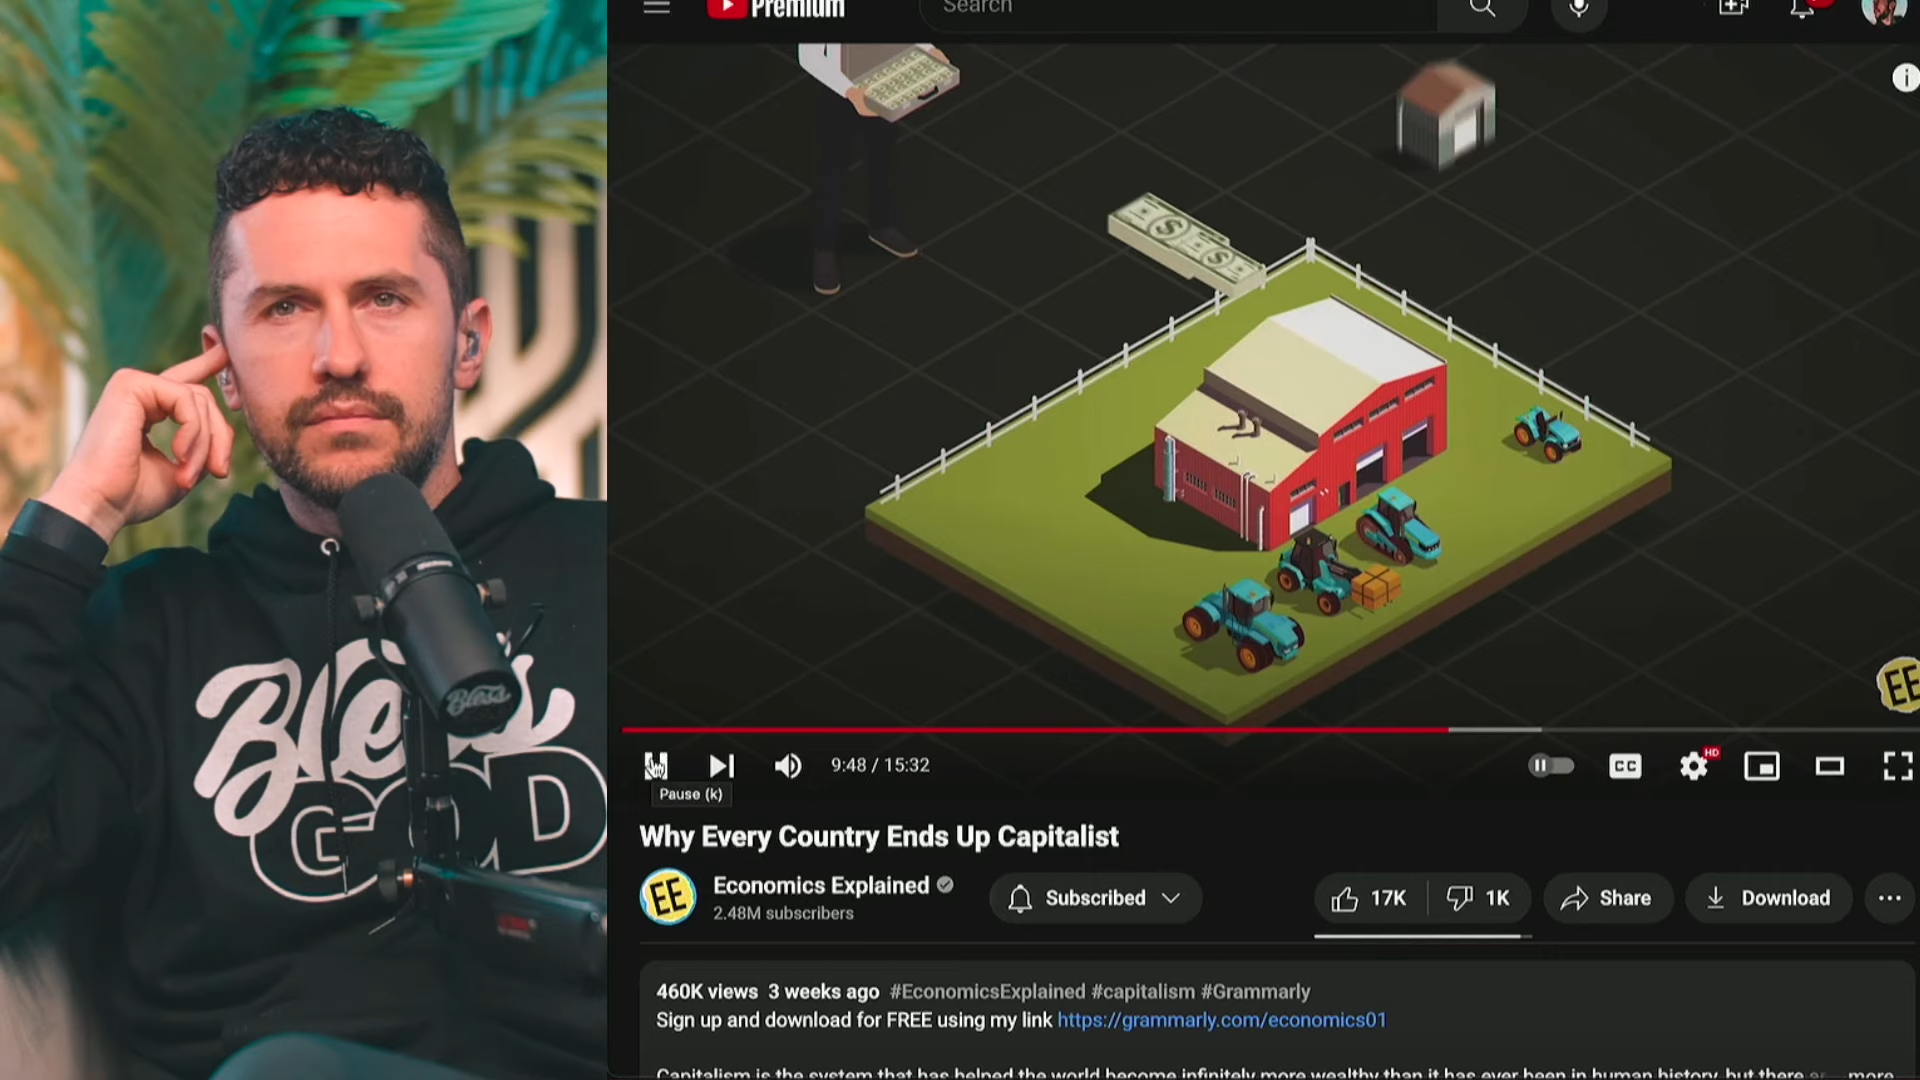 Premium
Search
EE
9:48 / 15:32
CC
HD
Pause (k)
Why Every Country Ends Up Capitalist
EE
Economics Explained
2.48M subscribers
Subscribed
17K
1K
Share
Download
460K views 3 weeks ago #EconomicsExplained #capitalism #Grammarly
Sign up and download for FREE using my link https://grammarly.com/economics01
Capitalism is the system that has helped the world become infinitely more wealthy than it has ever been in human history, but there
more
Bless
GOD
Bless